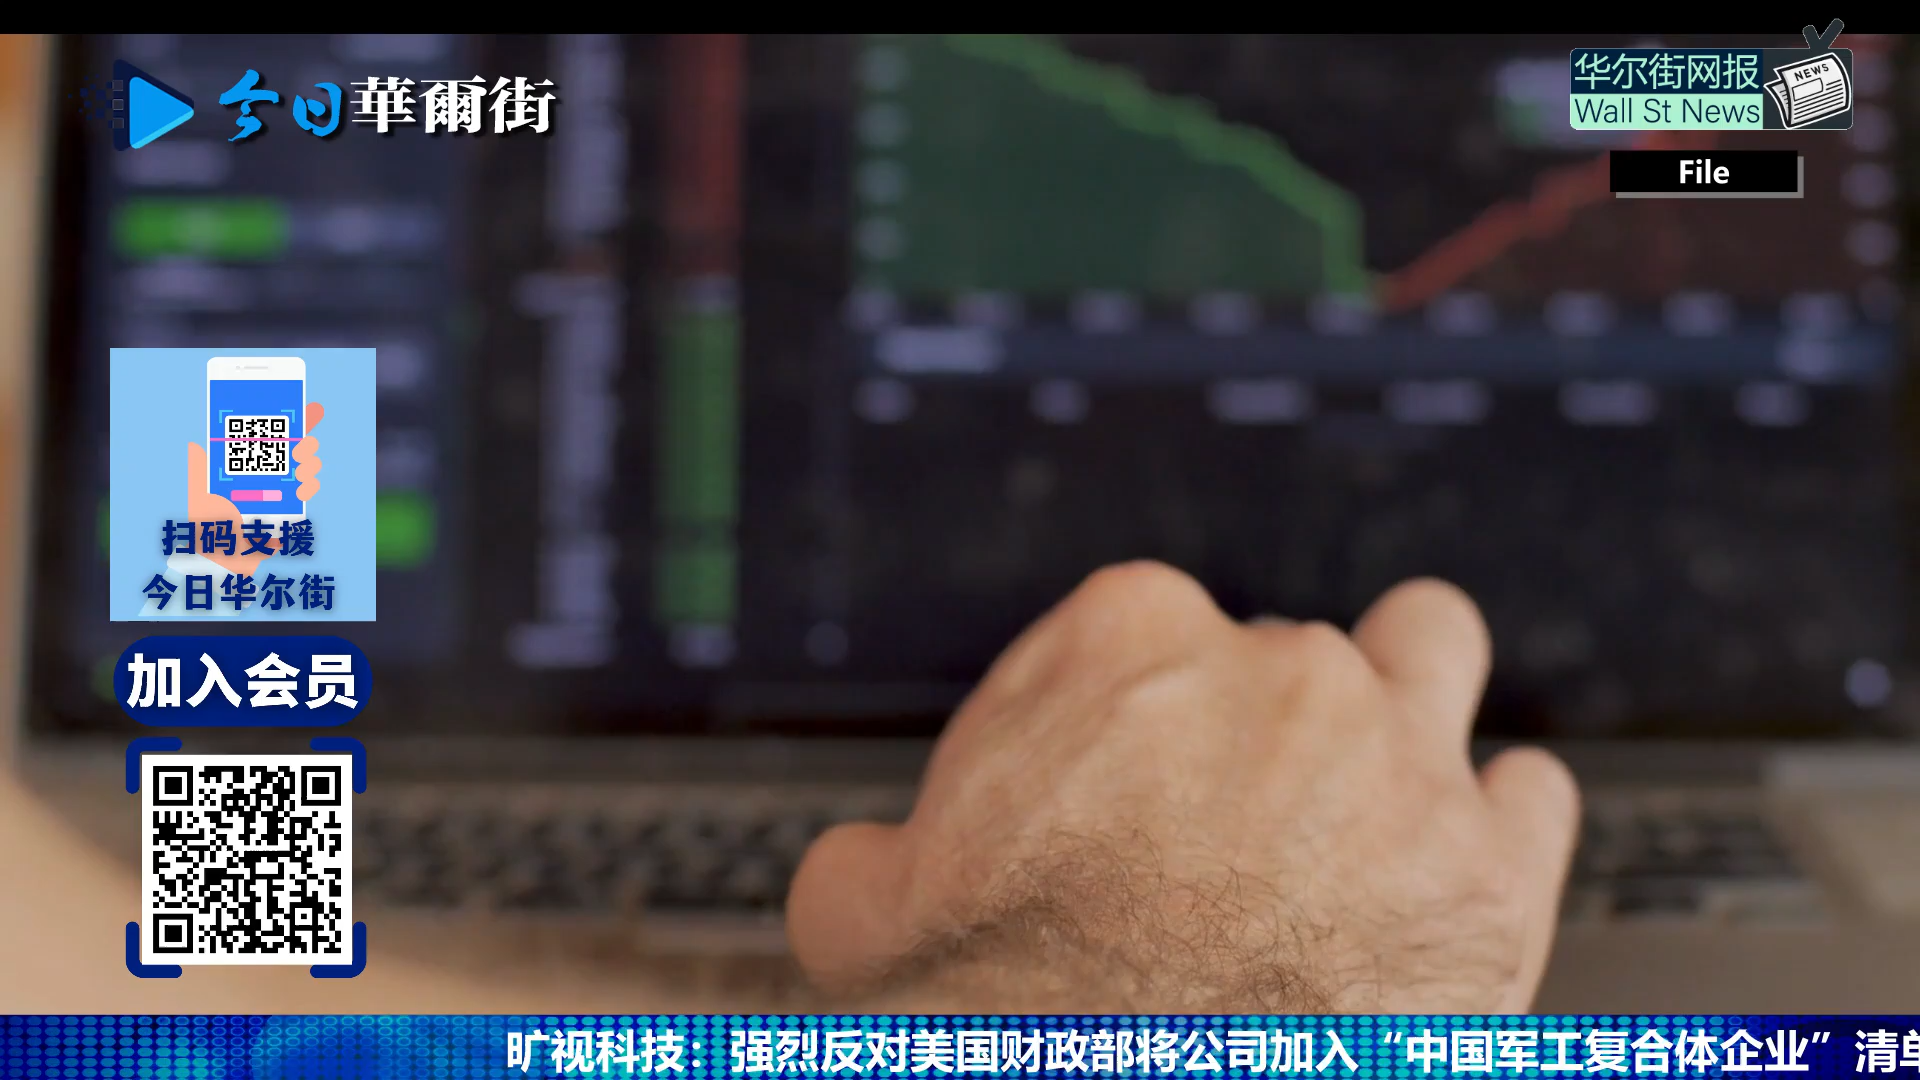 今日華爾街
华尔街网报
Wall St News
NEWS
File
扫码支援
今日华尔街
加入会员
旷视科技：强烈反对美国财政部将公司加入“中国军工复合体企业”清单